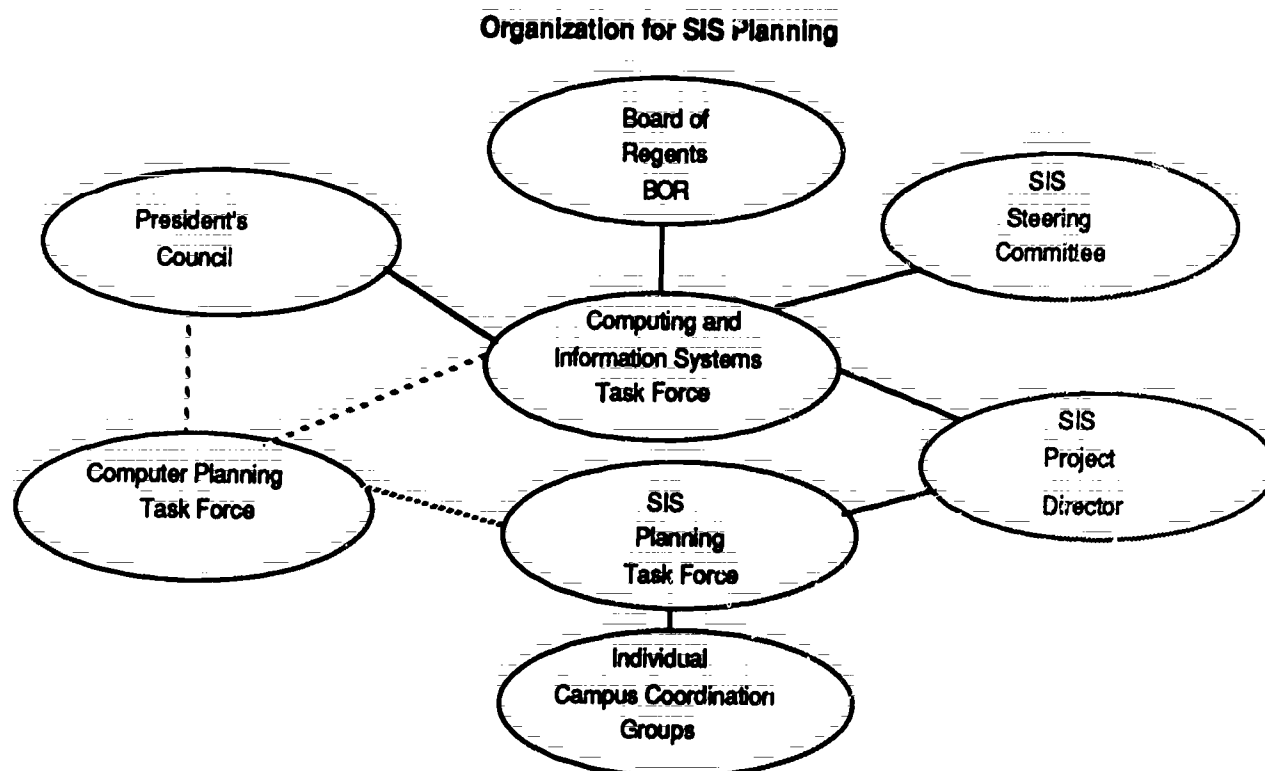 Organization for SIS Planning
Board of
Regents
BOR
SIS
Steering
Committee
President's
Council
Computing and
Information Systems
Task Force
SIS
Project
Director
Computer Planning
Task Force
SIS
Planning
Task Force
Individual
Campus Coordination
Groups